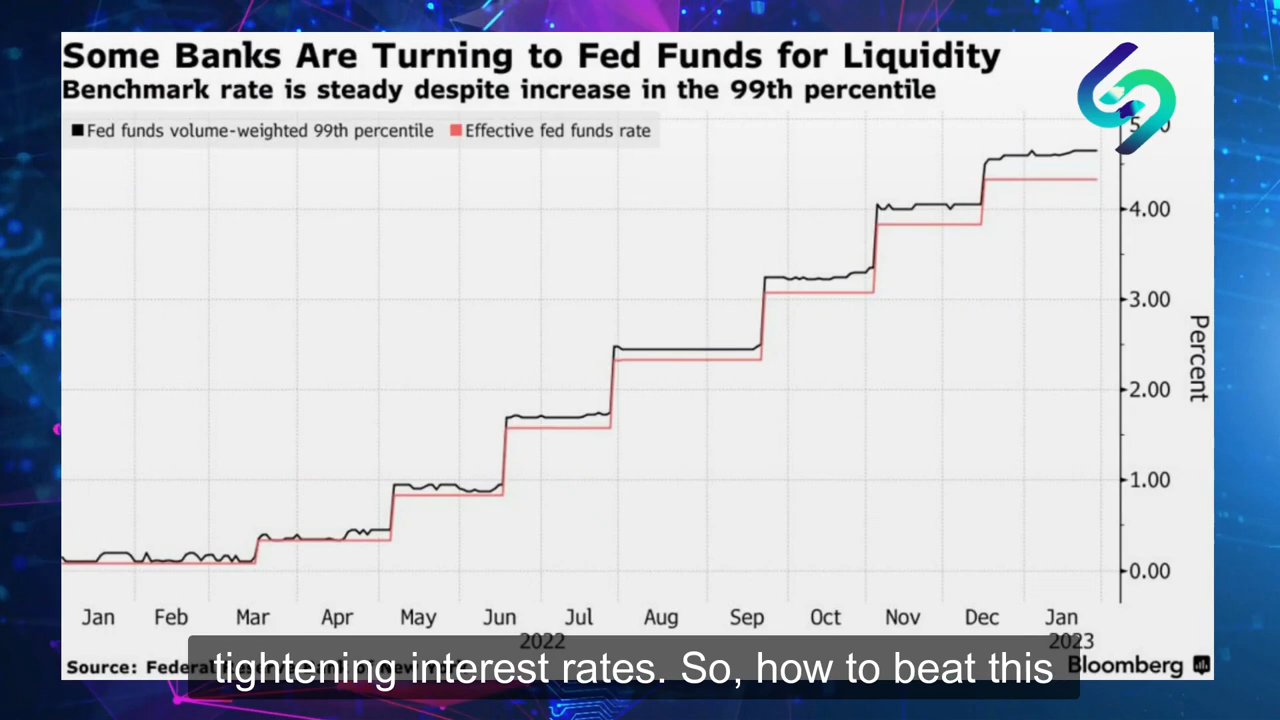 Some Banks Are Turning to Fed Funds for Liquidity
Benchmark rate is steady despite increase in the 99th percentile
Fed funds volume-weighted 99th percentile Effective fed funds rate
4.00
3.00
2.00
1.00
0.00
Percent
Jan Feb Mar Apr May Jun Jul Aug Sep Oct Nov Dec Jan
2022 2023
Source: Federal
Bloomberg
tightening interest rates. So, how to beat this